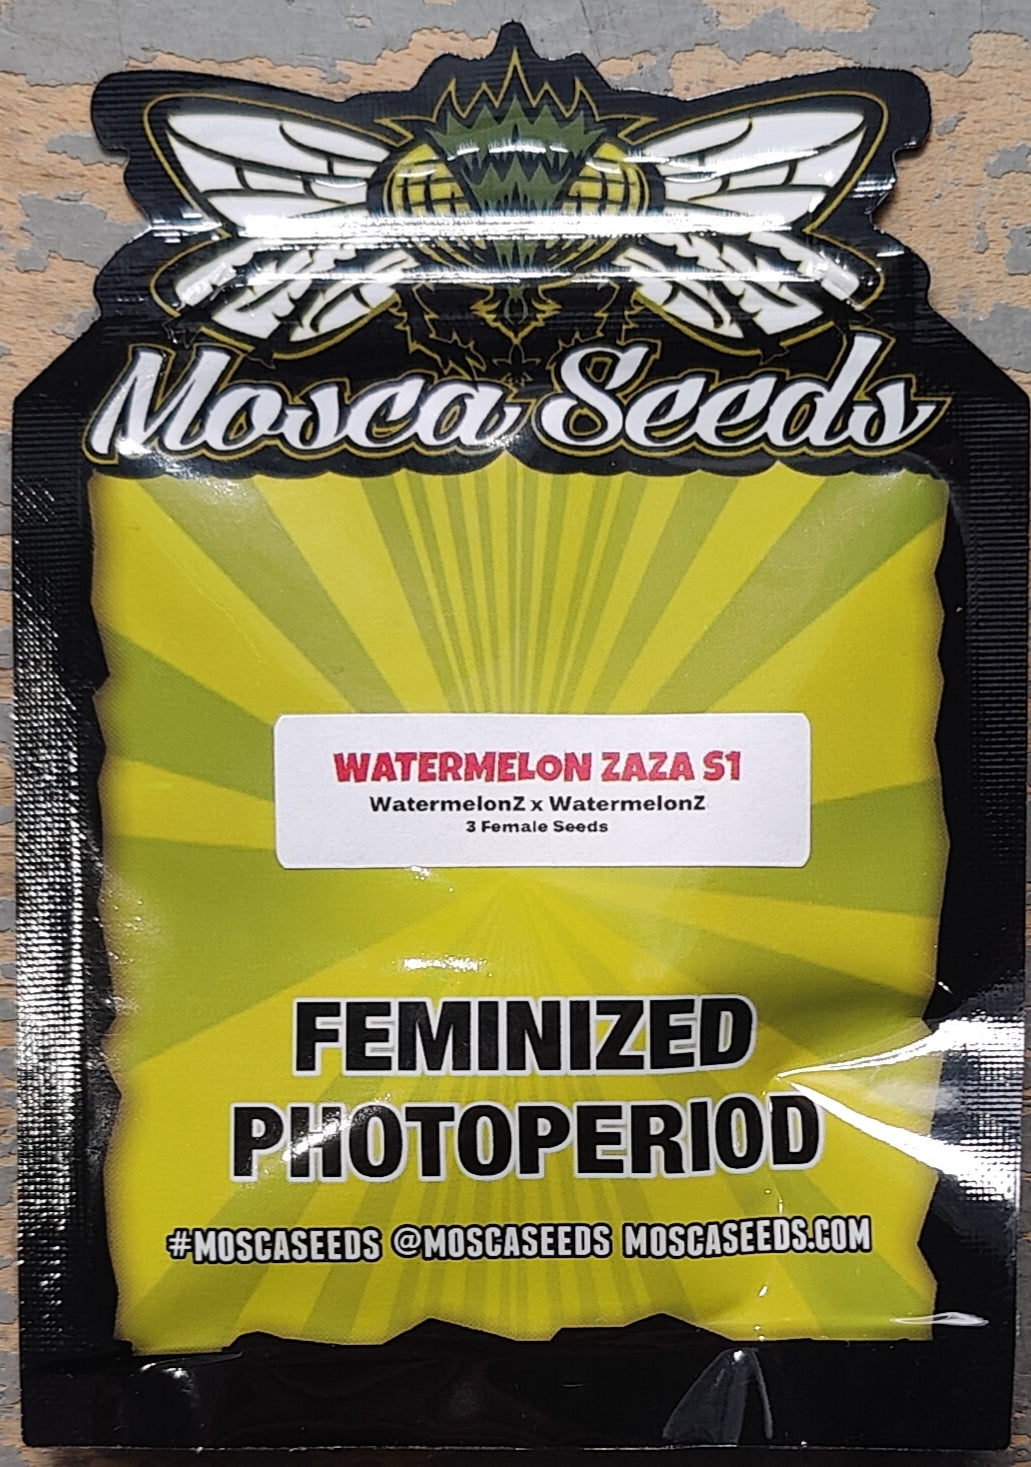 Mosca Seeds
WATERMELON ZAZA S1
WatermelonZ x WatermelonZ
3 Female Seeds
FEMINIZED
PHOTOPERIOD
#MOSCASEEDS @MOSCASEEDS MOSCASEEDS.COM